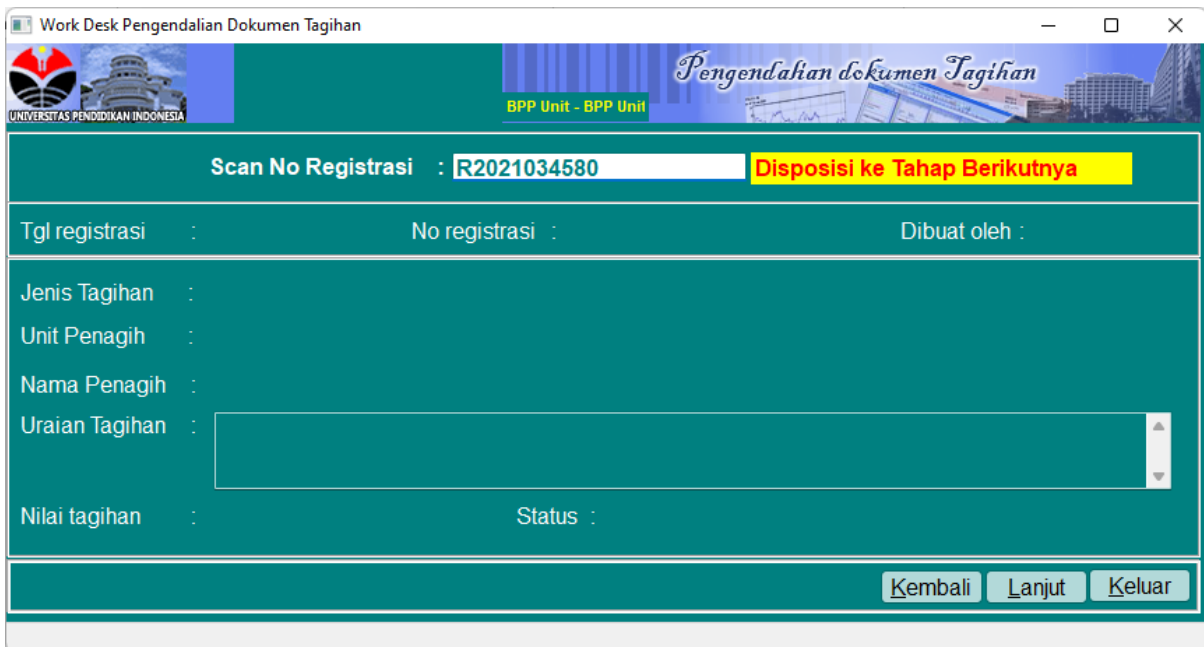 Work Desk Pengendalian Dokumen Tagihan
Pengendalian dokumen Tagihan
BPP Unit - BPP Unit
UNIVERSITAS PENDIDIKAN INDONESIA
Scan No Registrasi : R2021034580 Disposisi ke Tahap Berikutnya
Tgl registrasi : No registrasi : Dibuat oleh :
Jenis Tagihan :
Unit Penagih :
Nama Penagih :
Uraian Tagihan :
Nilai tagihan : Status :
Kembali Lanjut Keluar